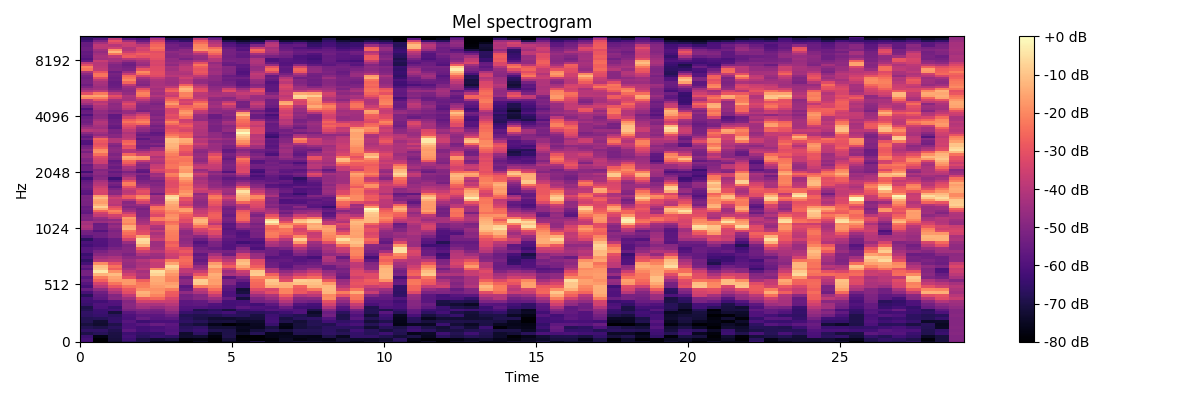 Mel spectrogram
8192
4096
2048
1024
512
0
Hz
0 5 10 15 20 25
Time
+0 dB
-10 dB
-20 dB
-30 dB
-40 dB
-50 dB
-60 dB
-70 dB
-80 dB